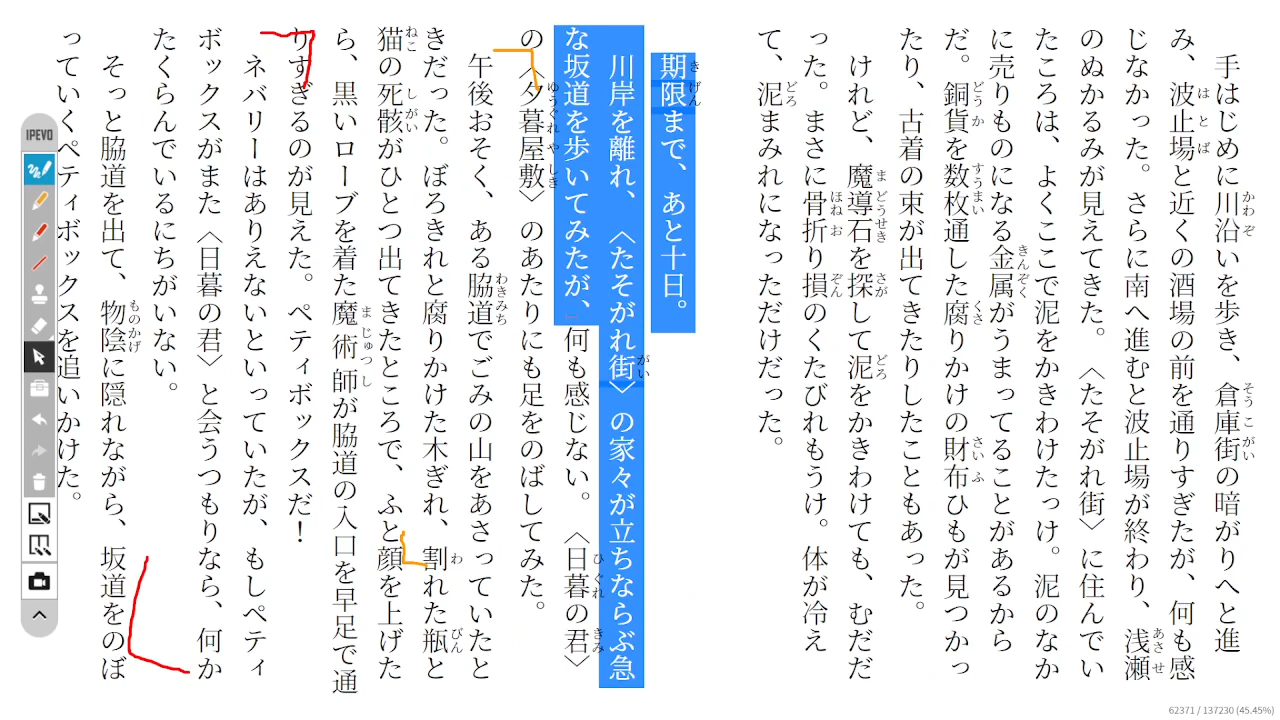 手はじめに川沿いを歩き、倉庫街の暗がりへと進
み、波止場と近くの酒場の前を通りすぎたが、何も感
じなかった。さらに南へ進むと波止場が終わり、浅瀬
のぬかるみが見えてきた。〈たそがれ街〉に住んでい
たころは、よくここで泥をかきわけたっけ。泥のなか
に売りものになる金属がうまってることがあるから
だ。銅貨を数枚通した腐りかけの財布ひもが見つかっ
たり、古着の束が出てきたりしたこともあった。
けれど、魔導石を探して泥をかきわけても、むだだ
った。まさに骨折り損のくたびれもうけ。体が冷え
て、泥まみれになっただけだった。
期限まで、あと十日。
川岸を離れ、〈たそがれ街〉の家々が立ちならぶ急
な坂道を歩いてみたが、何も感じない。〈日暮の君〉
の〈夕暮屋敷〉のあたりにも足をのばしてみた。
午後おそく、ある脇道でごみの山をあさっていたと
きだった。ぼろきれと腐りかけた木ぎれ、割れた瓶と
猫の死骸がひとつ出てきたところで、ふと顔を上げた
ら、黒いローブを着た魔術師が脇道の入口を早足で通
りすぎるのが見えた。ペティボックスだ！
ネバリーはありえないといっていたが、もしペティ
ボックスがまた〈日暮の君〉と会うつもりなら、何か
たくらんでいるにちがいない。
そっと脇道を出て、物陰に隠れながら、坂道をのぼ
っていくペティボックスを追いかけた。
IPEVO
62371 / 137230 (45.45%)